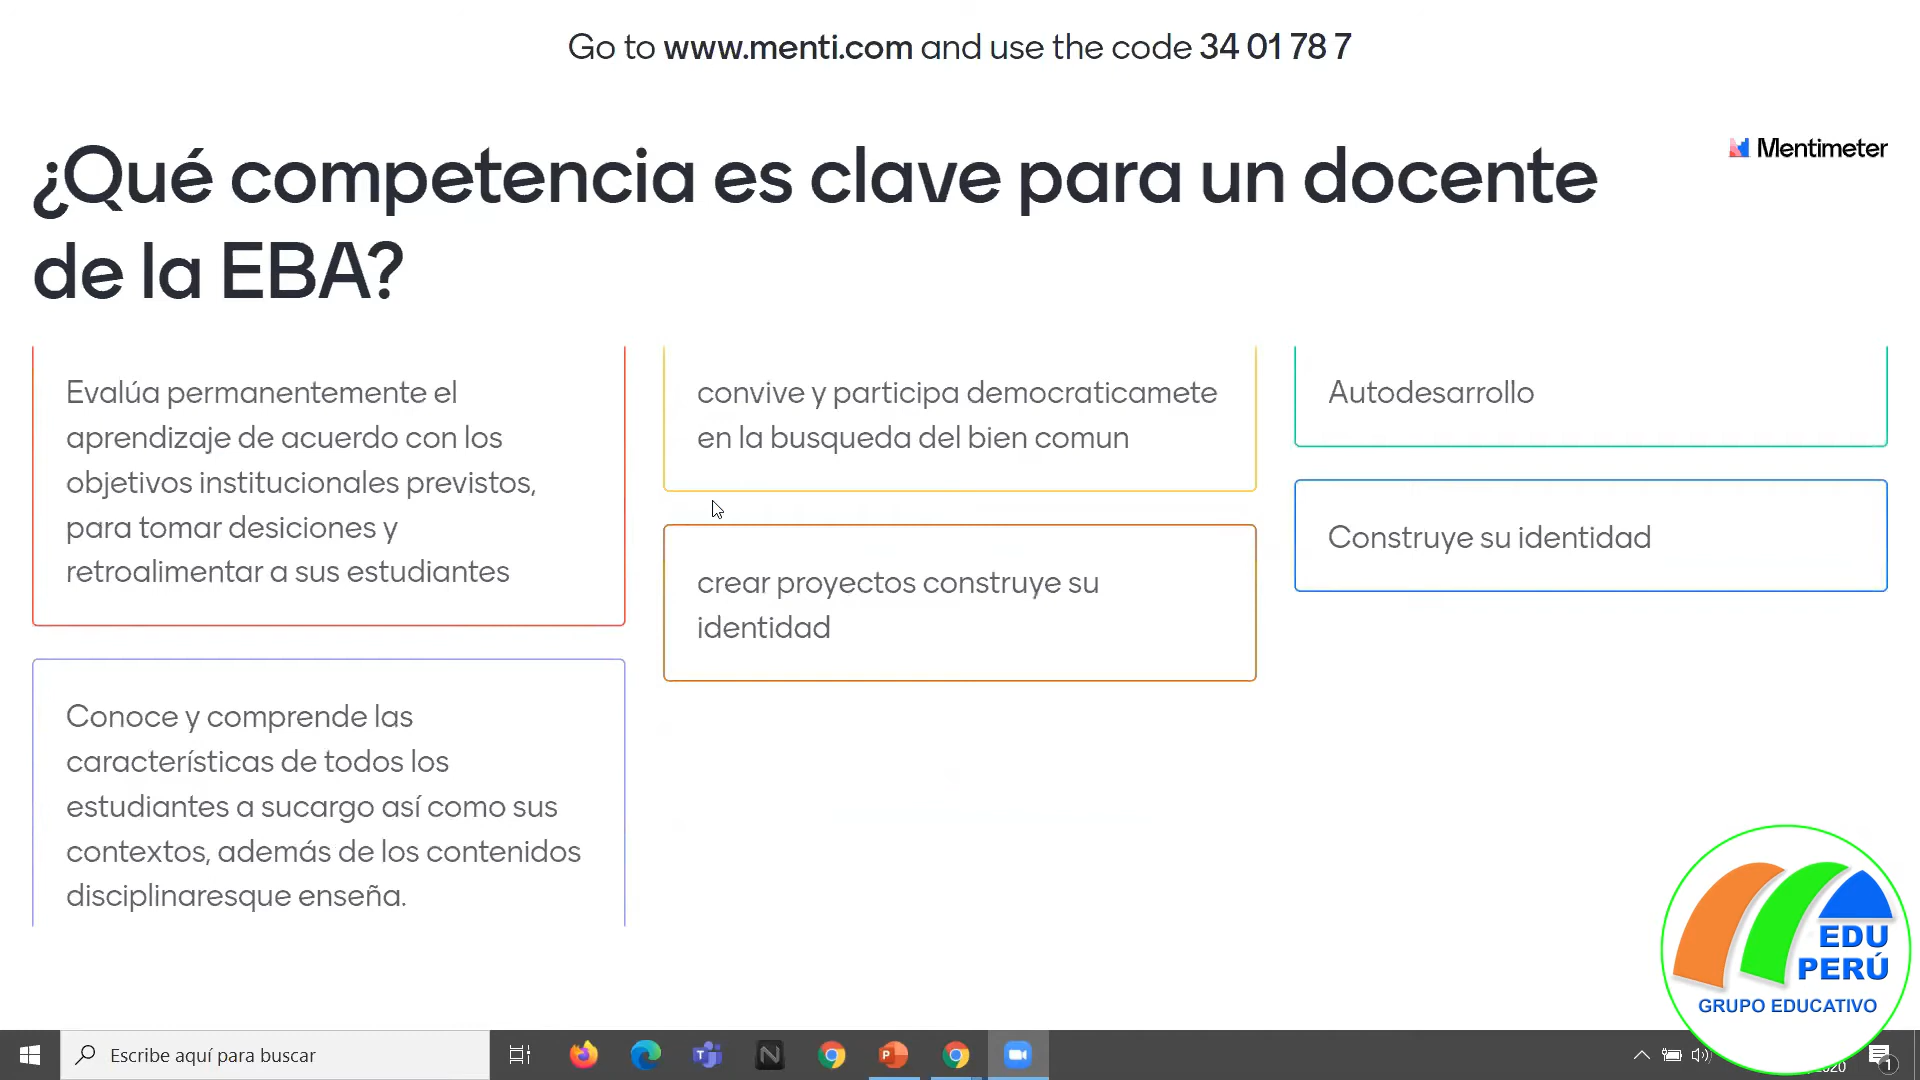 Go to www.menti.com and use the code 34 01 78 7
Mentimeter
¿Qué competencia es clave para un docente
de la EBA?
Evalúa permanentemente el
aprendizaje de acuerdo con los
objetivos institucionales previstos,
para tomar desiciones y
retroalimentar a sus estudiantes
Conoce y comprende las
características de todos los
estudiantes a sucargo así como sus
contextos, además de los contenidos
disciplinaresque enseña.
convive y participa democraticamete
en la busqueda del bien comun
crear proyectos construye su
identidad
Autodesarrollo
Construye su identidad
EDU
PERÚ
GRUPO EDUCATIVO
Escribe aquí para buscar
1